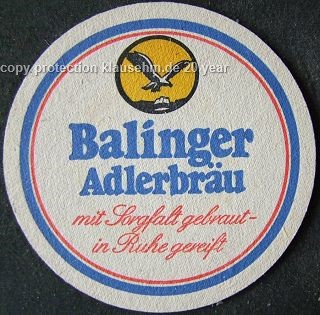 copy protection klausehm.de 20 year
Balinger
Adlerbräu
mit Sorgfalt gebraut-
in Ruhe gereift